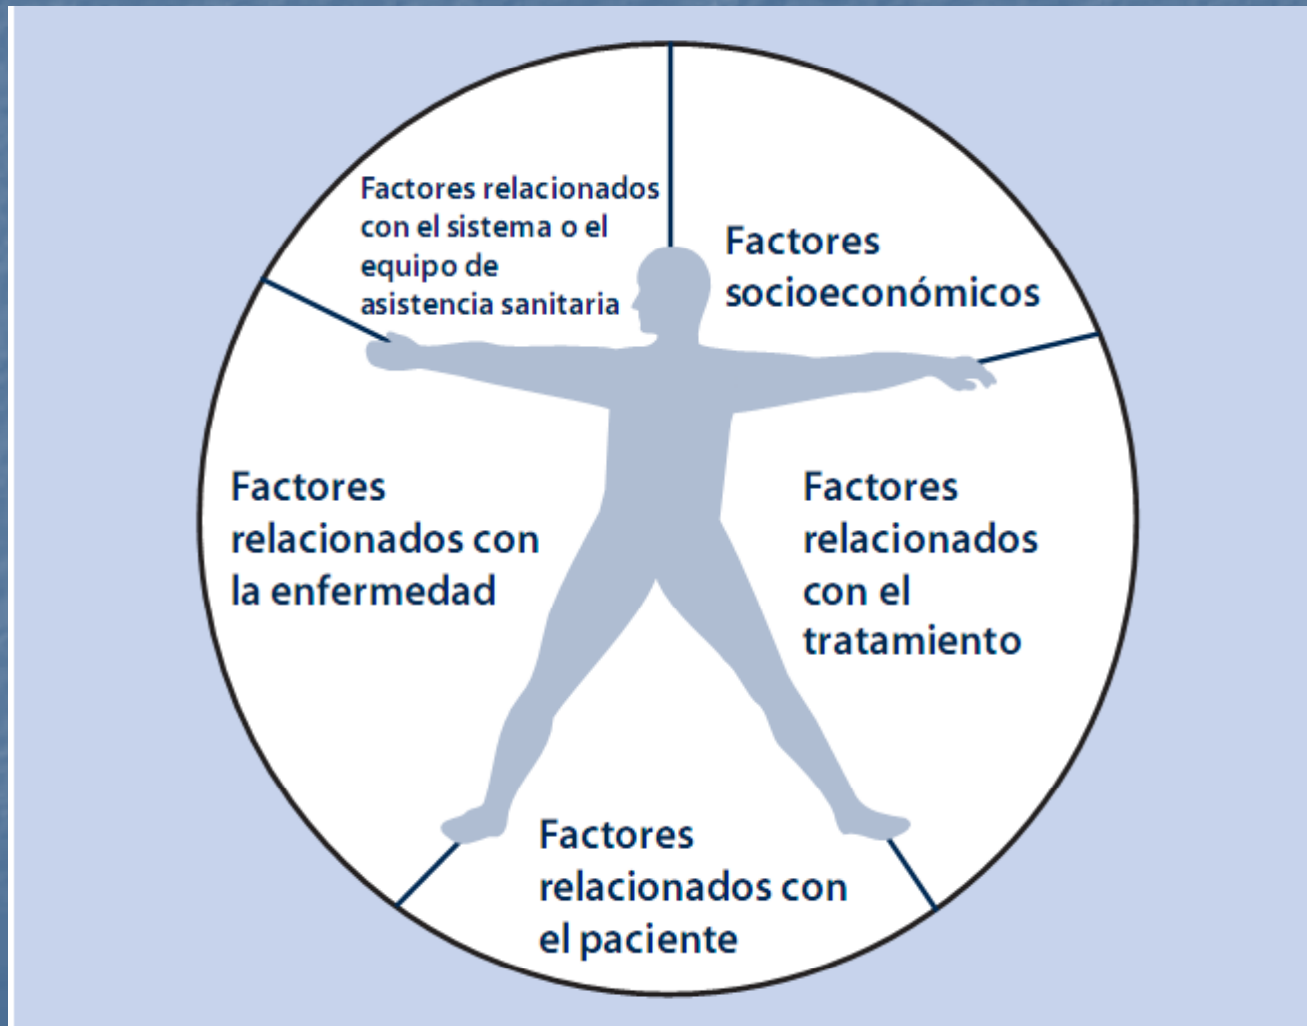 Factores relacionados
con el sistema o el
equipo de
asistencia sanitaria
Factores
socioeconómicos
Factores
relacionados con
la enfermedad
Factores
relacionados
con el
tratamiento
Factores
relacionados con
el paciente